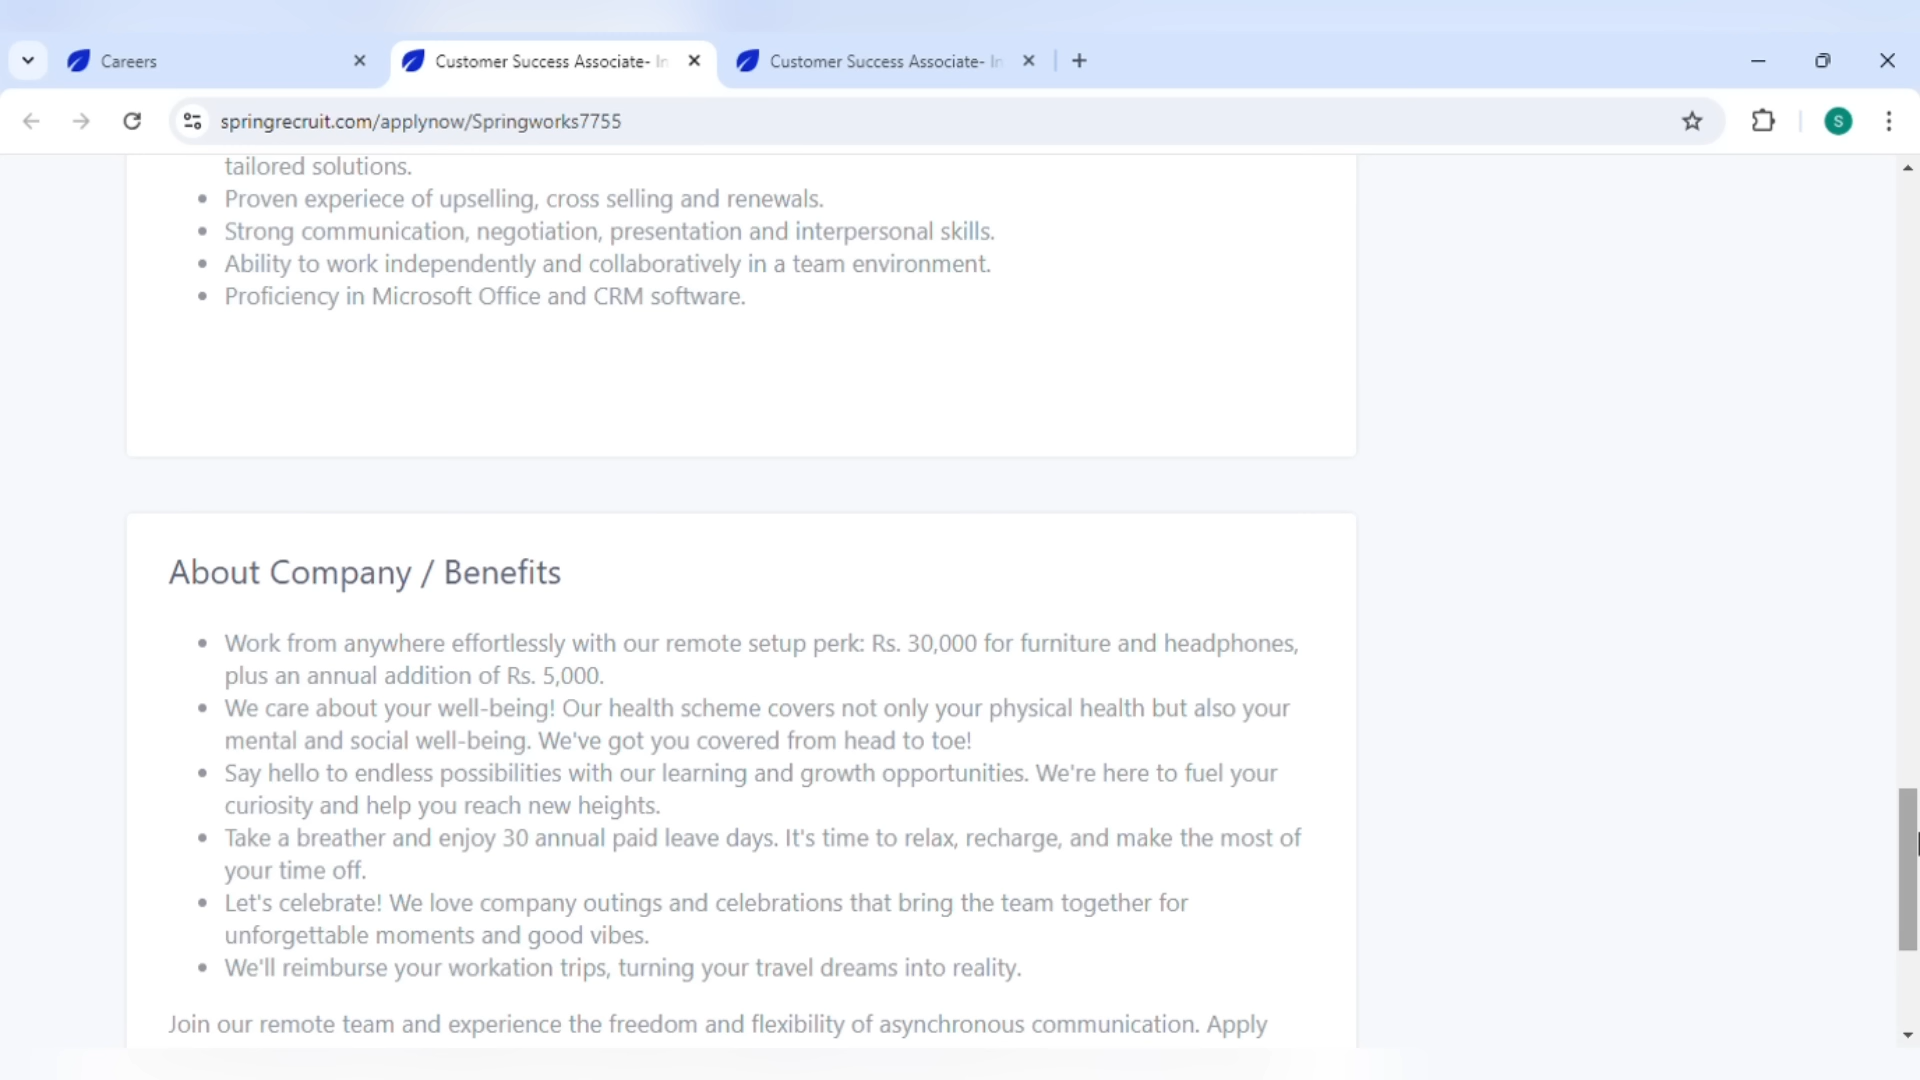 Careers
Customer Success Associate- In
Customer Success Associate- In
springrecruit.com/applynow/Springworks7755
S
tailored solutions.
• Proven experiece of upselling, cross selling and renewals.
• Strong communication, negotiation, presentation and interpersonal skills.
• Ability to work independently and collaboratively in a team environment.
• Proficiency in Microsoft Office and CRM software.
About Company / Benefits
• Work from anywhere effortlessly with our remote setup perk: Rs. 30,000 for furniture and headphones,
plus an annual addition of Rs. 5,000.
• We care about your well-being! Our health scheme covers not only your physical health but also your
mental and social well-being. We've got you covered from head to toe!
• Say hello to endless possibilities with our learning and growth opportunities. We're here to fuel your
curiosity and help you reach new heights.
• Take a breather and enjoy 30 annual paid leave days. It's time to relax, recharge, and make the most of
your time off.
• Let's celebrate! We love company outings and celebrations that bring the team together for
unforgettable moments and good vibes.
• We'll reimburse your workation trips, turning your travel dreams into reality.
Join our remote team and experience the freedom and flexibility of asynchronous communication. Apply